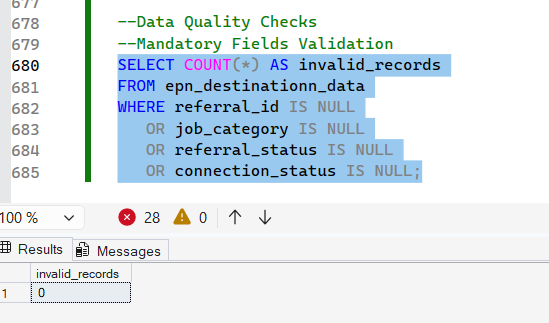 677
678 --Data Quality Checks
679 --Mandatory Fields Validation
680 SELECT COUNT(*) AS invalid_records
681 FROM epn_destinationn_data
682 WHERE referral_id IS NULL
683 OR job_category IS NULL
684 OR referral_status IS NULL
685 OR connection_status IS NULL;
100 % 28 0
Results Messages
invalid_records
1 0